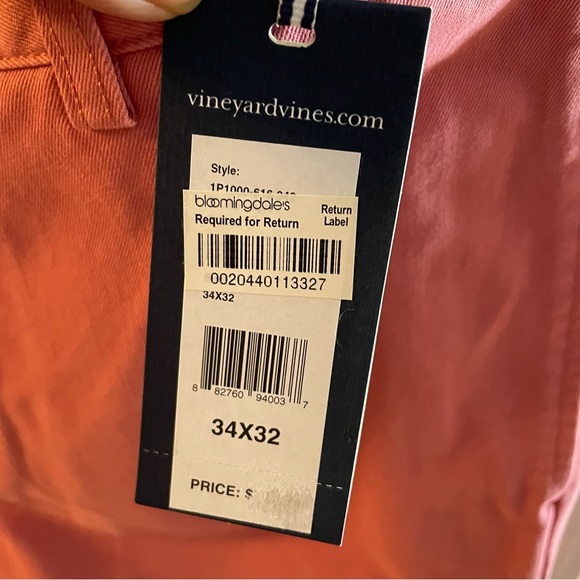 vineyardvines.com
Style:
bloomingdale's Return
Required for Return Label
0020440113327
34X32
8 82760 94003 7
34X32
PRICE: $